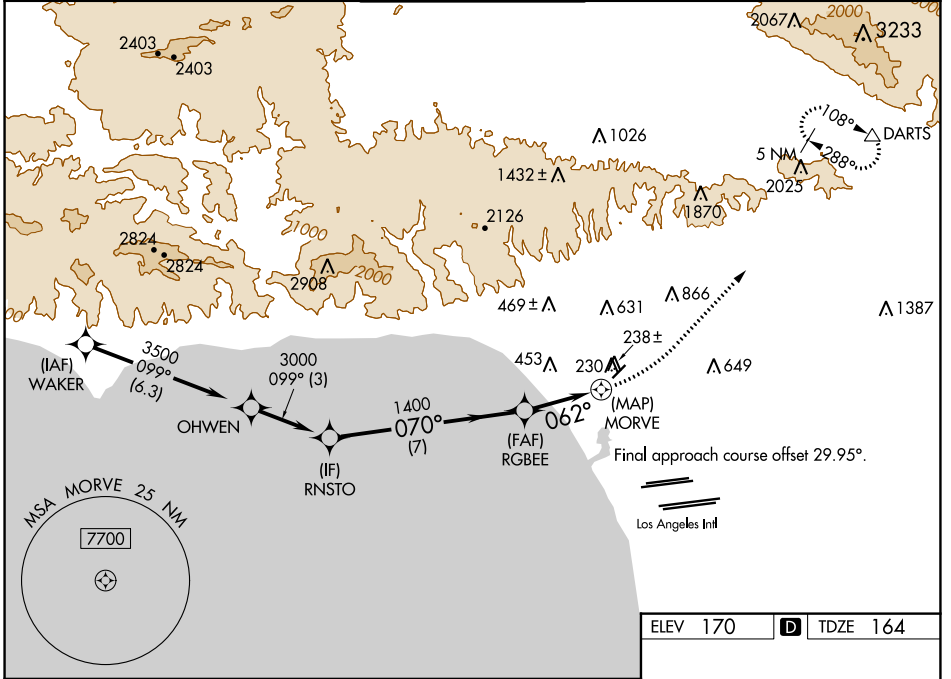 2067
2000
3233
2403
2403
108°
DARTS
1026
5 NM
288°
1432 ±
2025
1870
2126
1000
2824
2824
2908
2000
00
469 ±
631
866
1387
238 ±
3500
099°
(6.3)
3000
099° (3)
453
230
649
(IAF)
WAKER
1400
070°
(7)
062°
(MAP)
MORVE
OHWEN
(FAF)
RGBEE
(IF)
RNSTO
Final approach course offset 29.95°.
MSA MORVE 25 NM
7700
Los Angeles Intl
ELEV 170 D TDZE 164